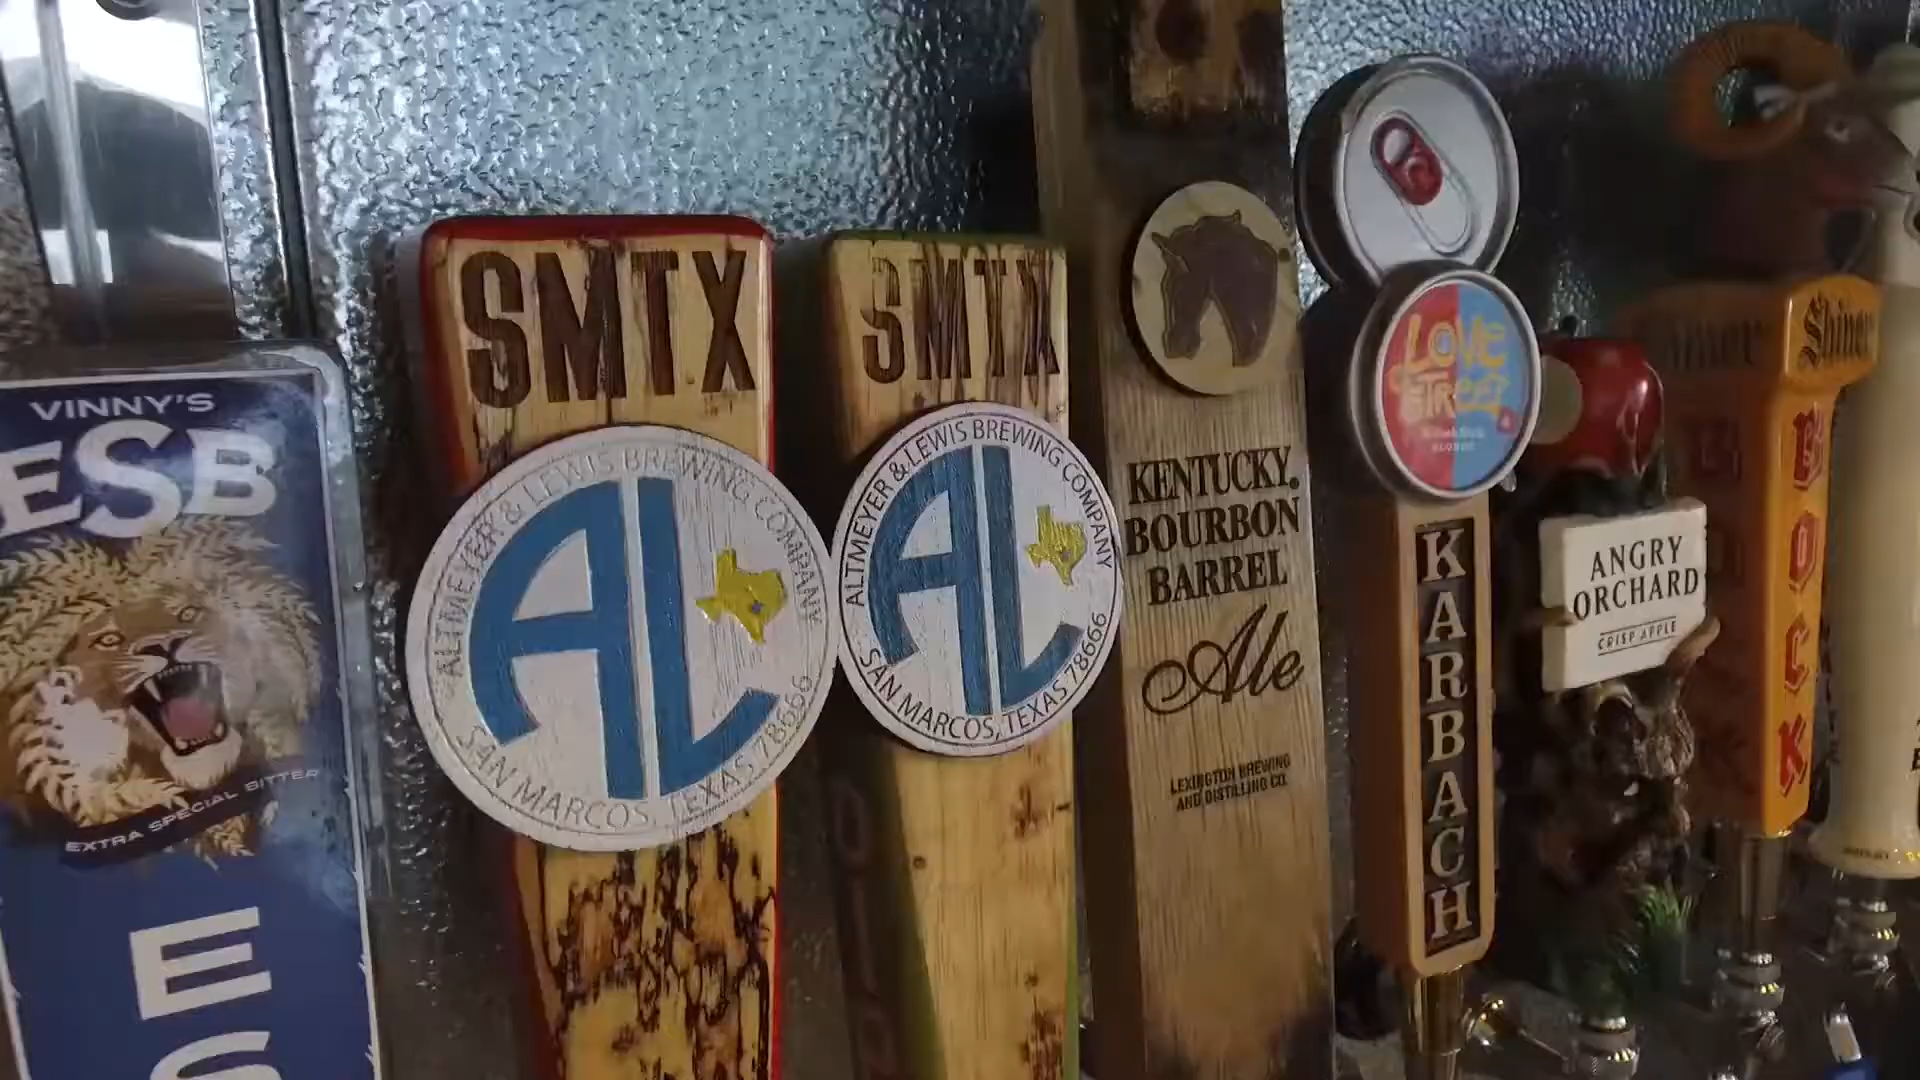 VINNY'S
ESB
EXTRA SPECIAL BITTER
E
S
SMTX
ALTMEYER & LEWIS BREWING COMPANY
AL
SAN MARCOS, TEXAS 78666
SMTX
ALTMEYER & LEWIS BREWING COMPANY
AL
SAN MARCOS, TEXAS 78666
KENTUCKY.
BOURBON
BARREL
Ale
LEXINGTON BREWING
AND DISTILLING CO.
LOVE
STREET
KARBACH
ANGRY
ORCHARD
CRISP APPLE
Shiner
BOCK